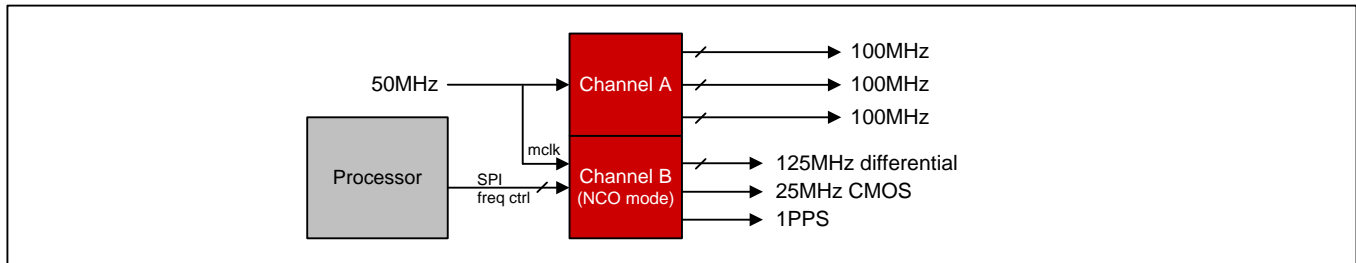 50MHz
Processor
mclk
SPI
freq ctrl
Channel A
100MHz
100MHz
100MHz
Channel B
(NCO mode)
125MHz differential
25MHz CMOS
1PPS